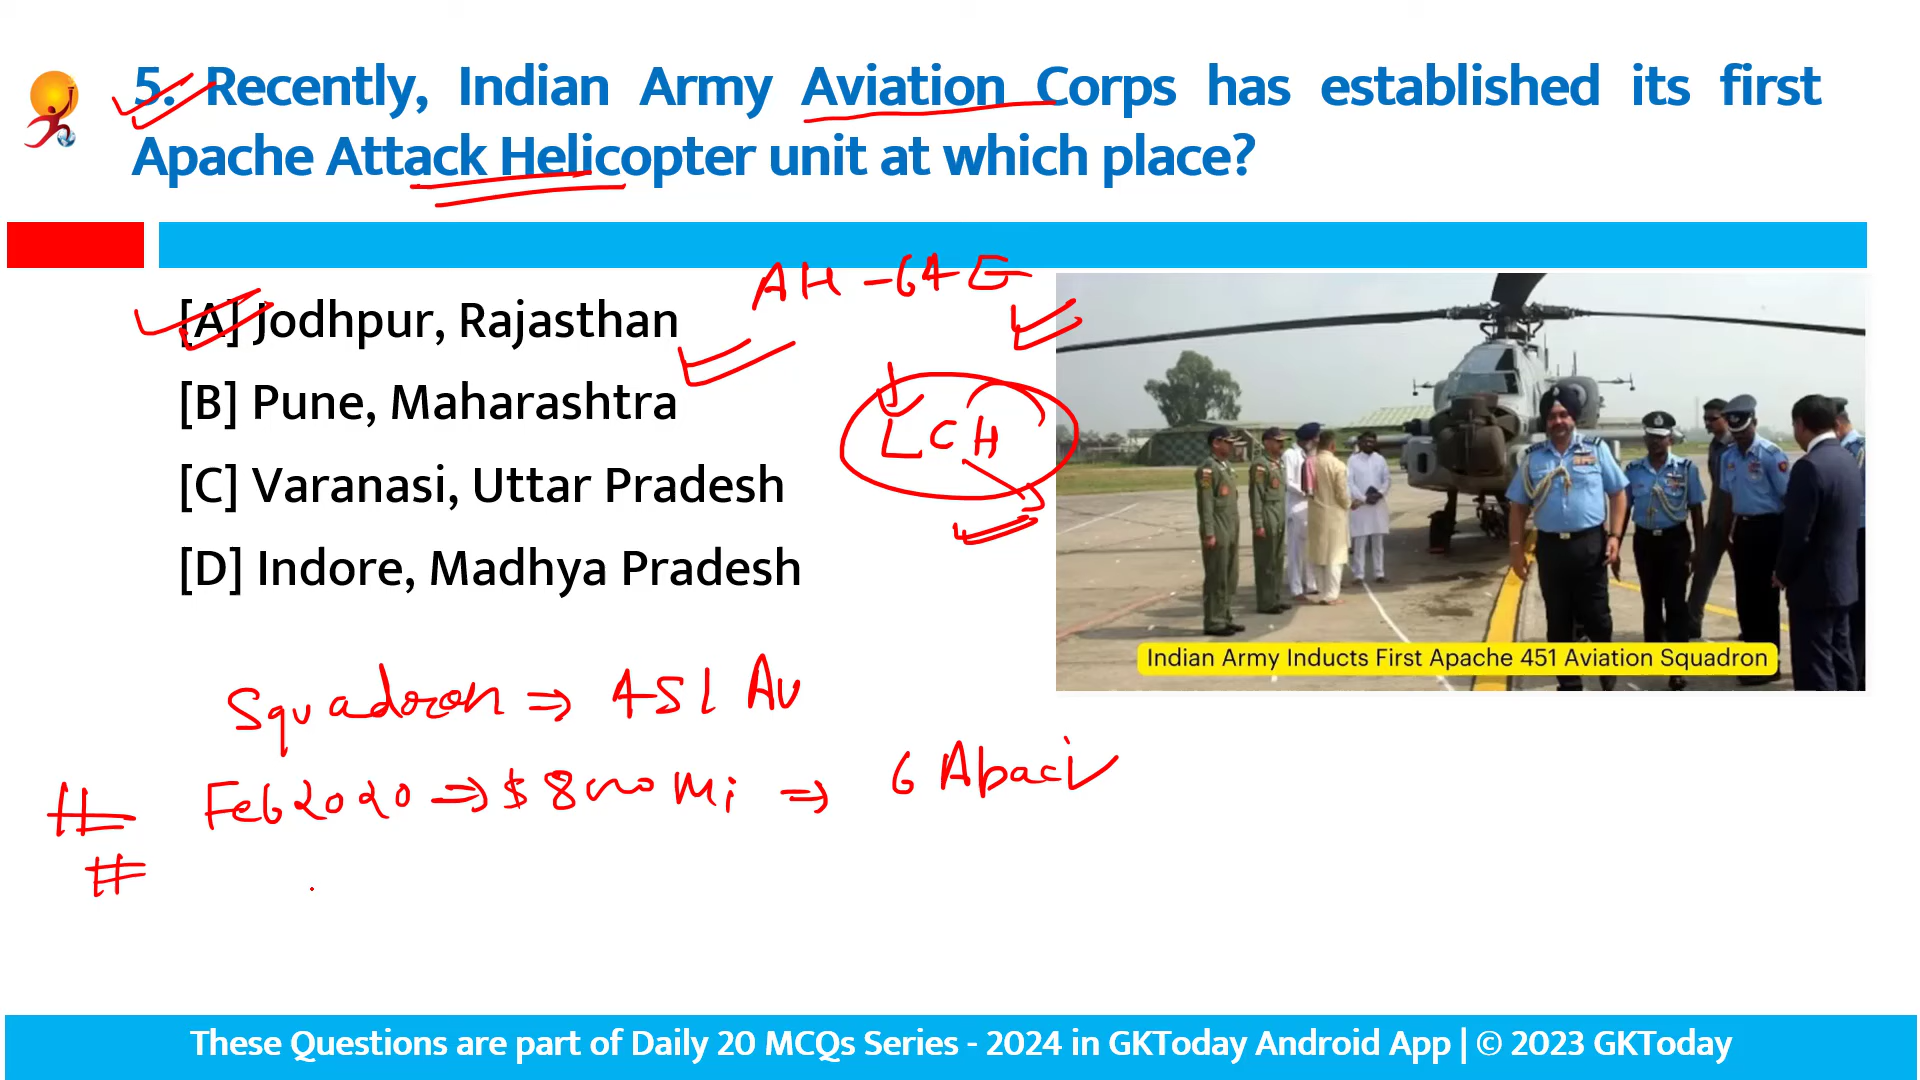 5. Recently, Indian Army Aviation Corps has established its first
Apache Attack Helicopter unit at which place?
AH-64E
[A] Jodhpur, Rajasthan
[B] Pune, Maharashtra
LCH
[C] Varanasi, Uttar Pradesh
[D] Indore, Madhya Pradesh
Indian Army Inducts First Apache 451 Aviation Squadron
Squadron ⇒ 451 Av
Feb 2020 ⇒ $ 800 Mi ⇒ 6
These Questions are part of Daily 20 MCQs Series - 2024 in GKToday Android App | © 2023 GKToday